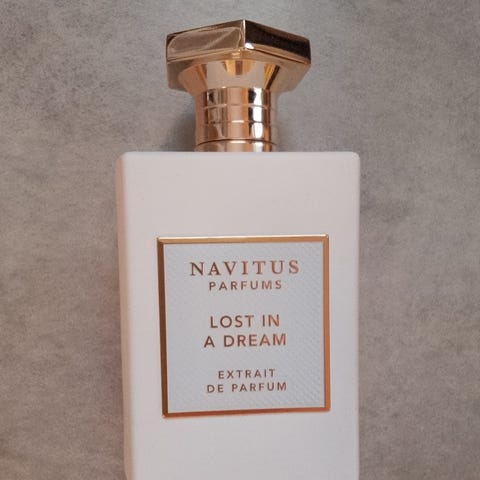 NAVITUS
PARFUMS
LOST IN
A DREAM
EXTRAIT
DE PARFUM